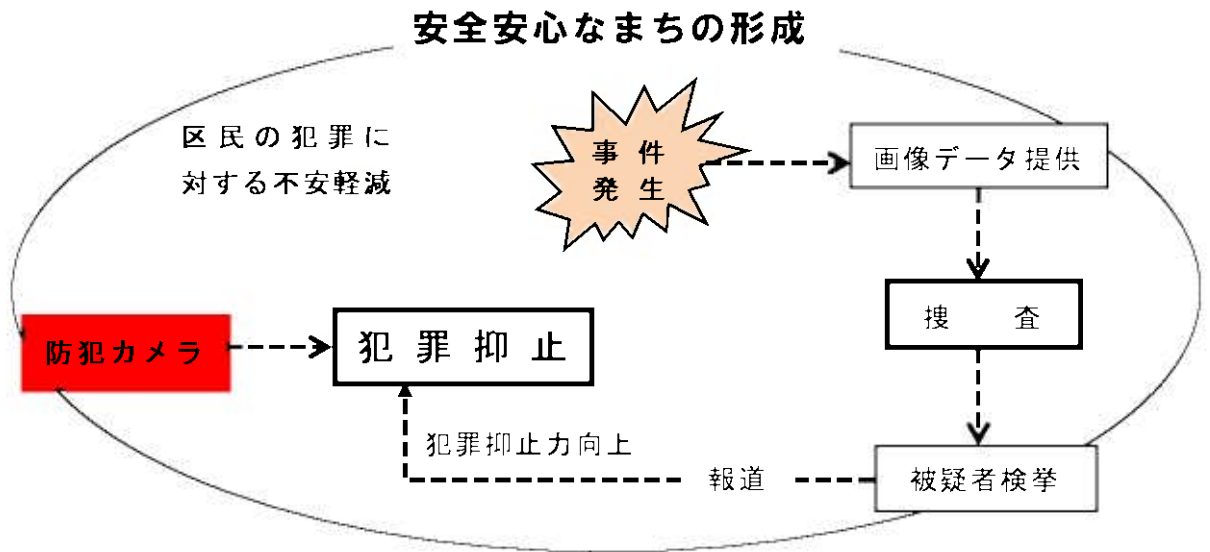 安全安心なまちの形成
区民の犯罪に
対する不安軽減
事件
発生
画像データ提供
捜査
防犯カメラ
犯罪抑止
犯罪抑止力向上
報道
被疑者検挙